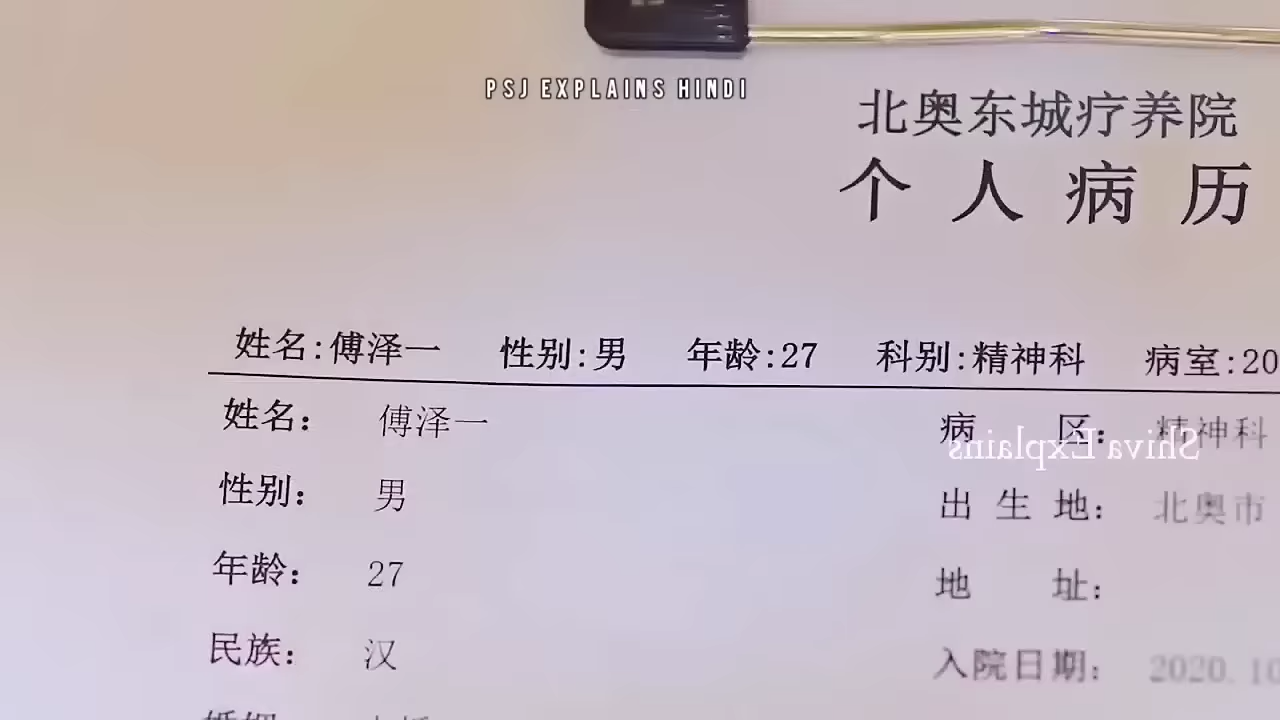 PSJ EXPLAINS HINDI
北奥东城疗养院
个人病历
姓名:傅泽一 性别:男 年龄:27 科别:精神科 病室:20
姓名: 傅泽一 病 区: 精神科
Shiva Explains
性别: 男 出生地: 北奥市
年龄: 27 地 址:
民族: 汉 入院日期: 2020.10